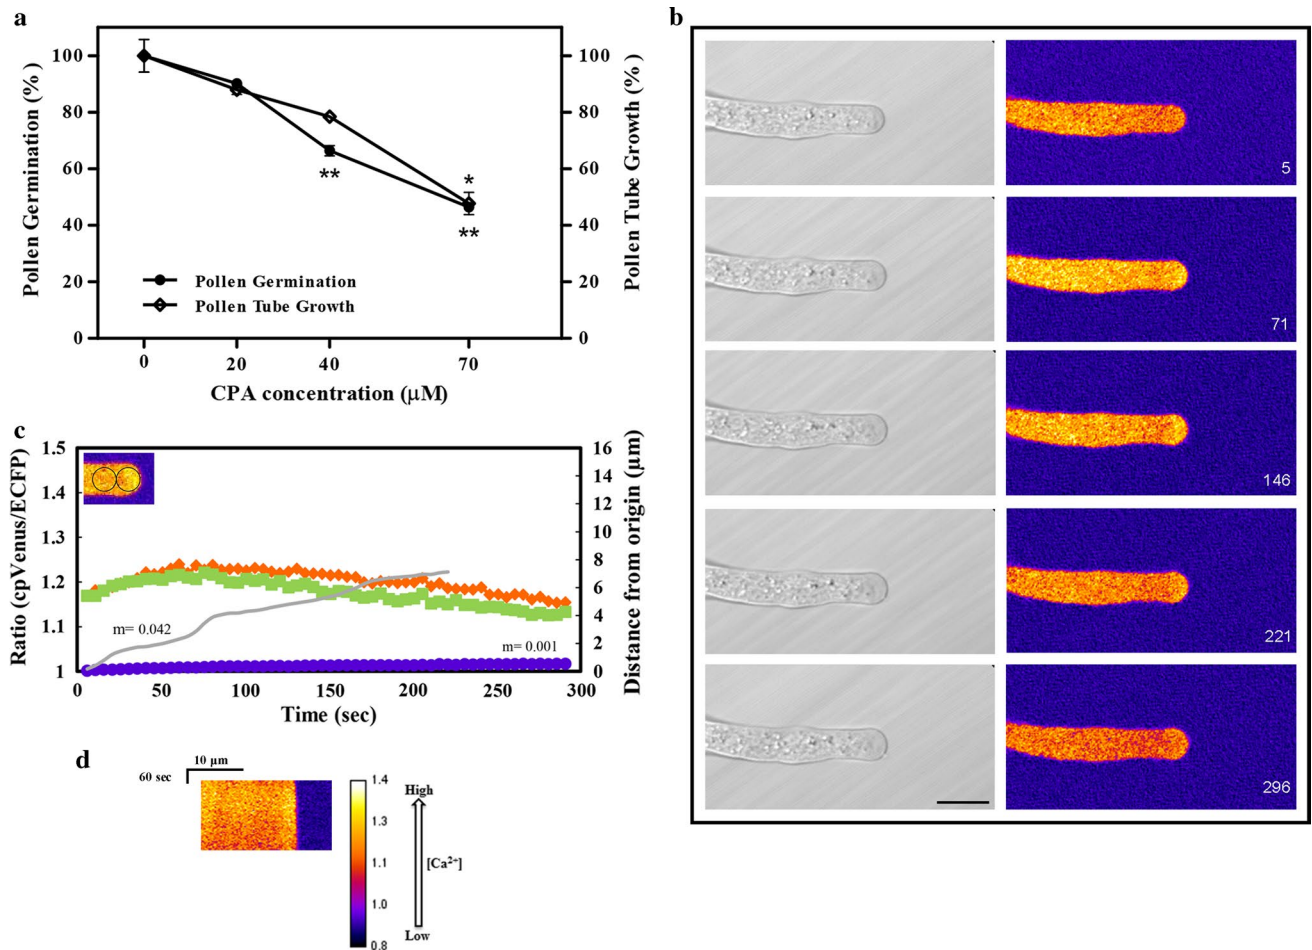 a
Pollen Germination (%)
100
80
60
40
20
0
**
*
**
Pollen Germination
Pollen Tube Growth
0
20
40
70
CPA concentration (μM)
100
80
60
40
20
0
Pollen Tube Growth (%)
b
5
71
146
221
296
c
Ratio (cpVenus/ECFP)
1.5
1.4
1.3
1.2
1.1
1
m= 0.042
m= 0.001
0
50
100
150
200
250
300
Time (sec)
16
14
12
10
8
6
4
2
0
Distance from origin (μm)
d
10 μm
60 sec
1.4
1.3
1.1
1.0
0.8
High
[Ca²⁺]
Low